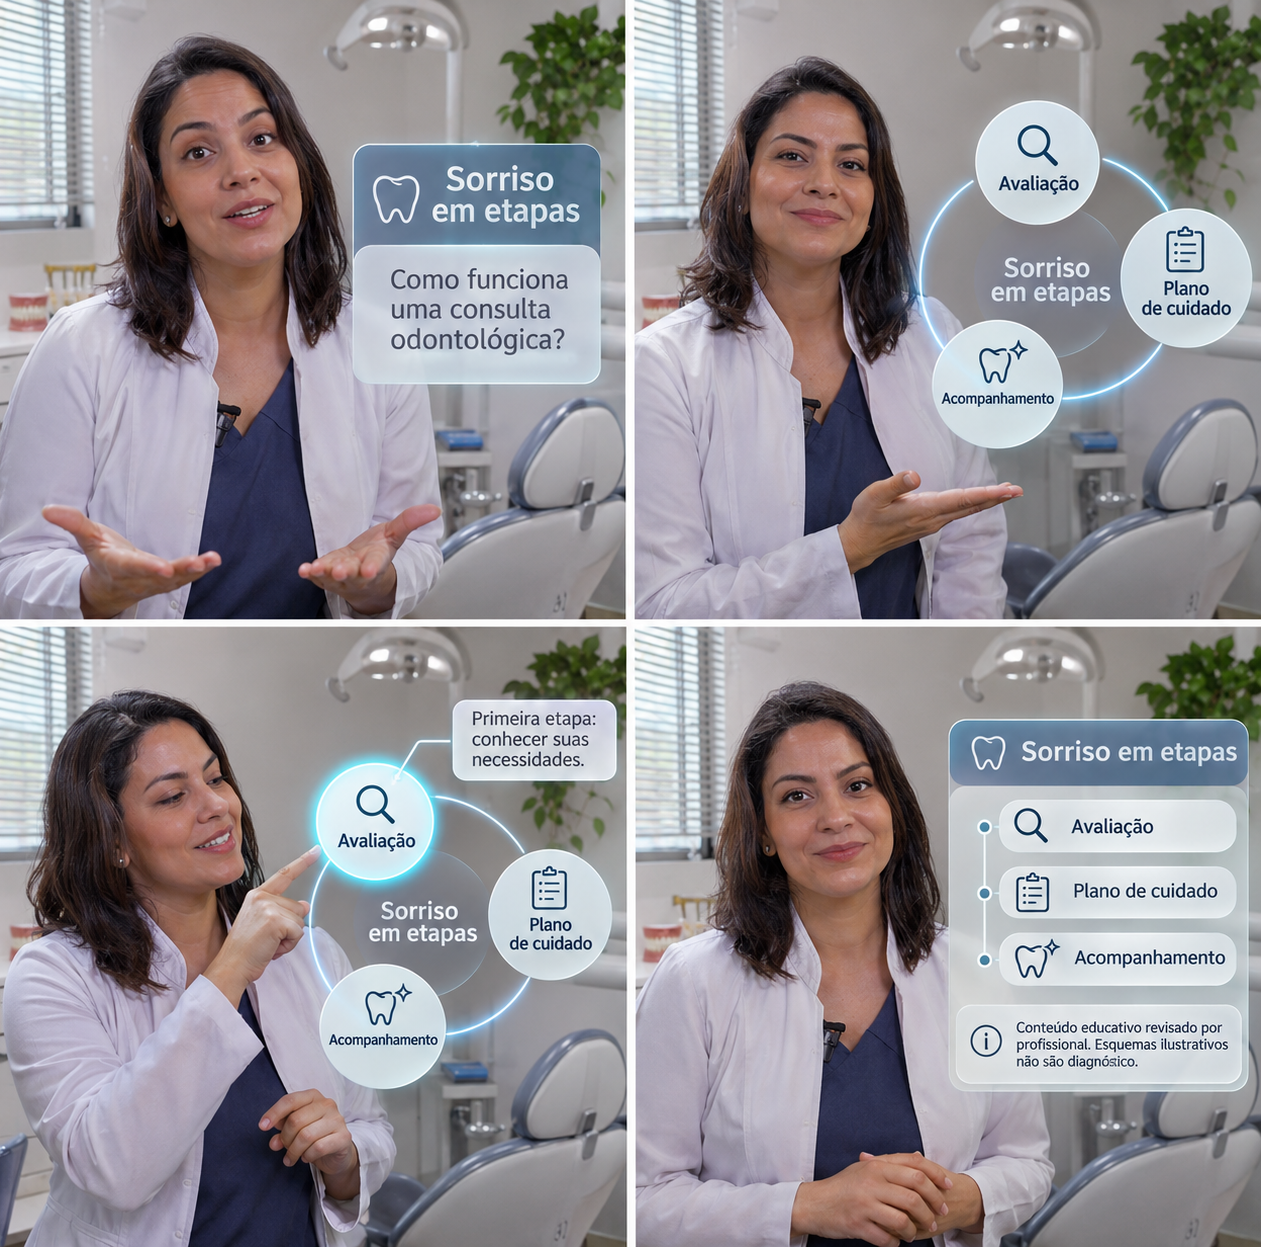 Sorriso
em etapas
Como funciona
uma consulta
odontológica?
Avaliação
Sorriso
em etapas
Plano
de cuidado
Acompanhamento
Primeira etapa:
conhecer suas
necessidades.
Avaliação
Sorriso
em etapas
Plano
de cuidado
Acompanhamento
Sorriso em etapas
Avaliação
Plano de cuidado
Acompanhamento
Conteúdo educativo revisado por
profissional. Esquemas ilustrativos
não são diagnóstico.